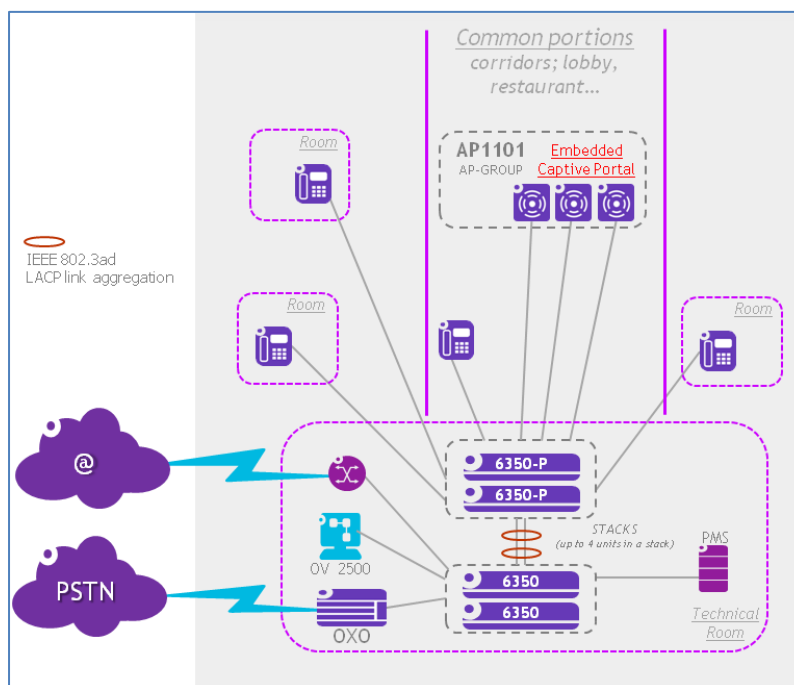 Common portions
corridors; lobby,
restaurant...
Room
AP1101
AP-GROUP
Embedded
Captive Portal
IEEE 802.3ad
LACP link aggregation
Room
Room
@
6350-P
6350-P
STACKS
(up to 4 units in a stack)
PMS
OV 2500
PSTN
6350
6350
OXO
Technical
Room